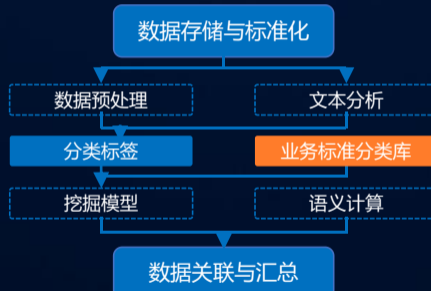 数据存储与标准化
数据预处理
文本分析
分类标签
业务标准分类库
挖掘模型
语义计算
数据关联与汇总